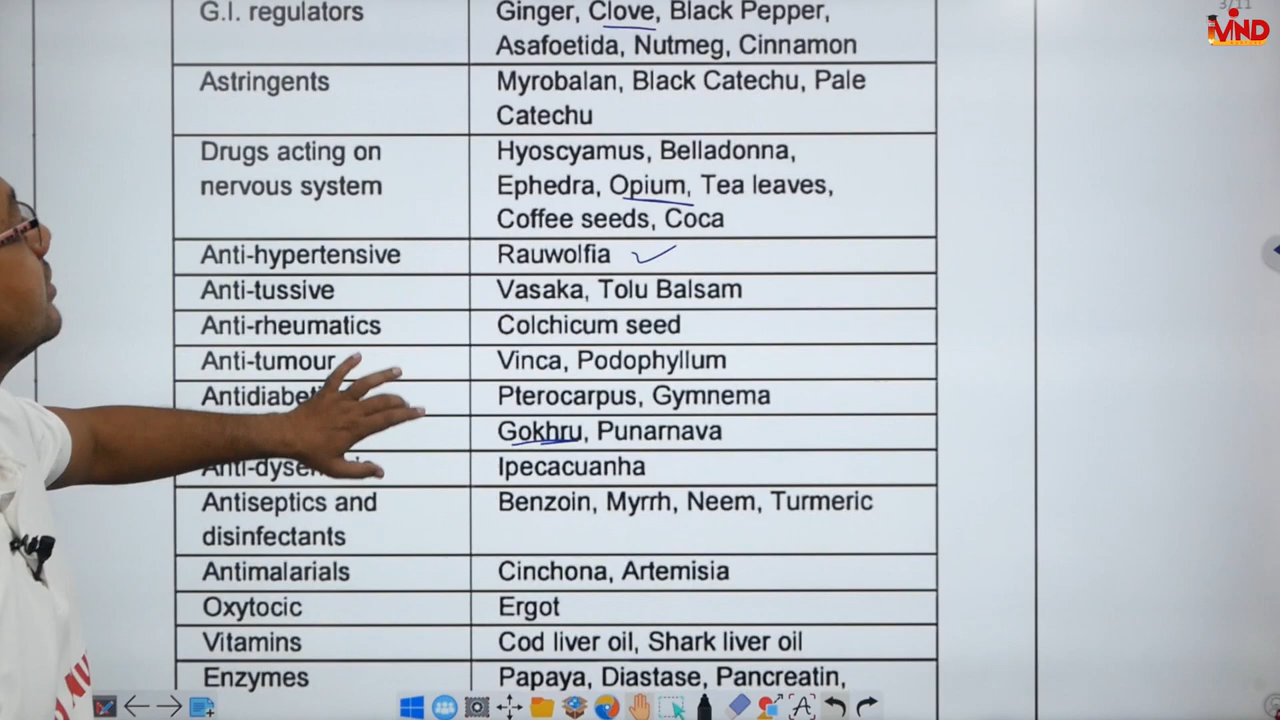 3/11
iVIND
G.I. regulators
Ginger, Clove, Black Pepper,
Asafoetida, Nutmeg, Cinnamon
Astringents
Myrobalan, Black Catechu, Pale
Catechu
Drugs acting on
nervous system
Hyoscyamus, Belladonna,
Ephedra, Opium, Tea leaves,
Coffee seeds, Coca
Anti-hypertensive
Rauwolfia
Anti-tussive
Vasaka, Tolu Balsam
Anti-rheumatics
Colchicum seed
Anti-tumour
Vinca, Podophyllum
Pterocarpus, Gymnema
Gokhru, Punarnava
Ipecacuanha
Antiseptics and
disinfectants
Benzoin, Myrrh, Neem, Turmeric
Antimalarials
Cinchona, Artemisia
Oxytocic
Ergot
Vitamins
Cod liver oil, Shark liver oil
Enzymes
Papaya, Diastase, Pancreatin,